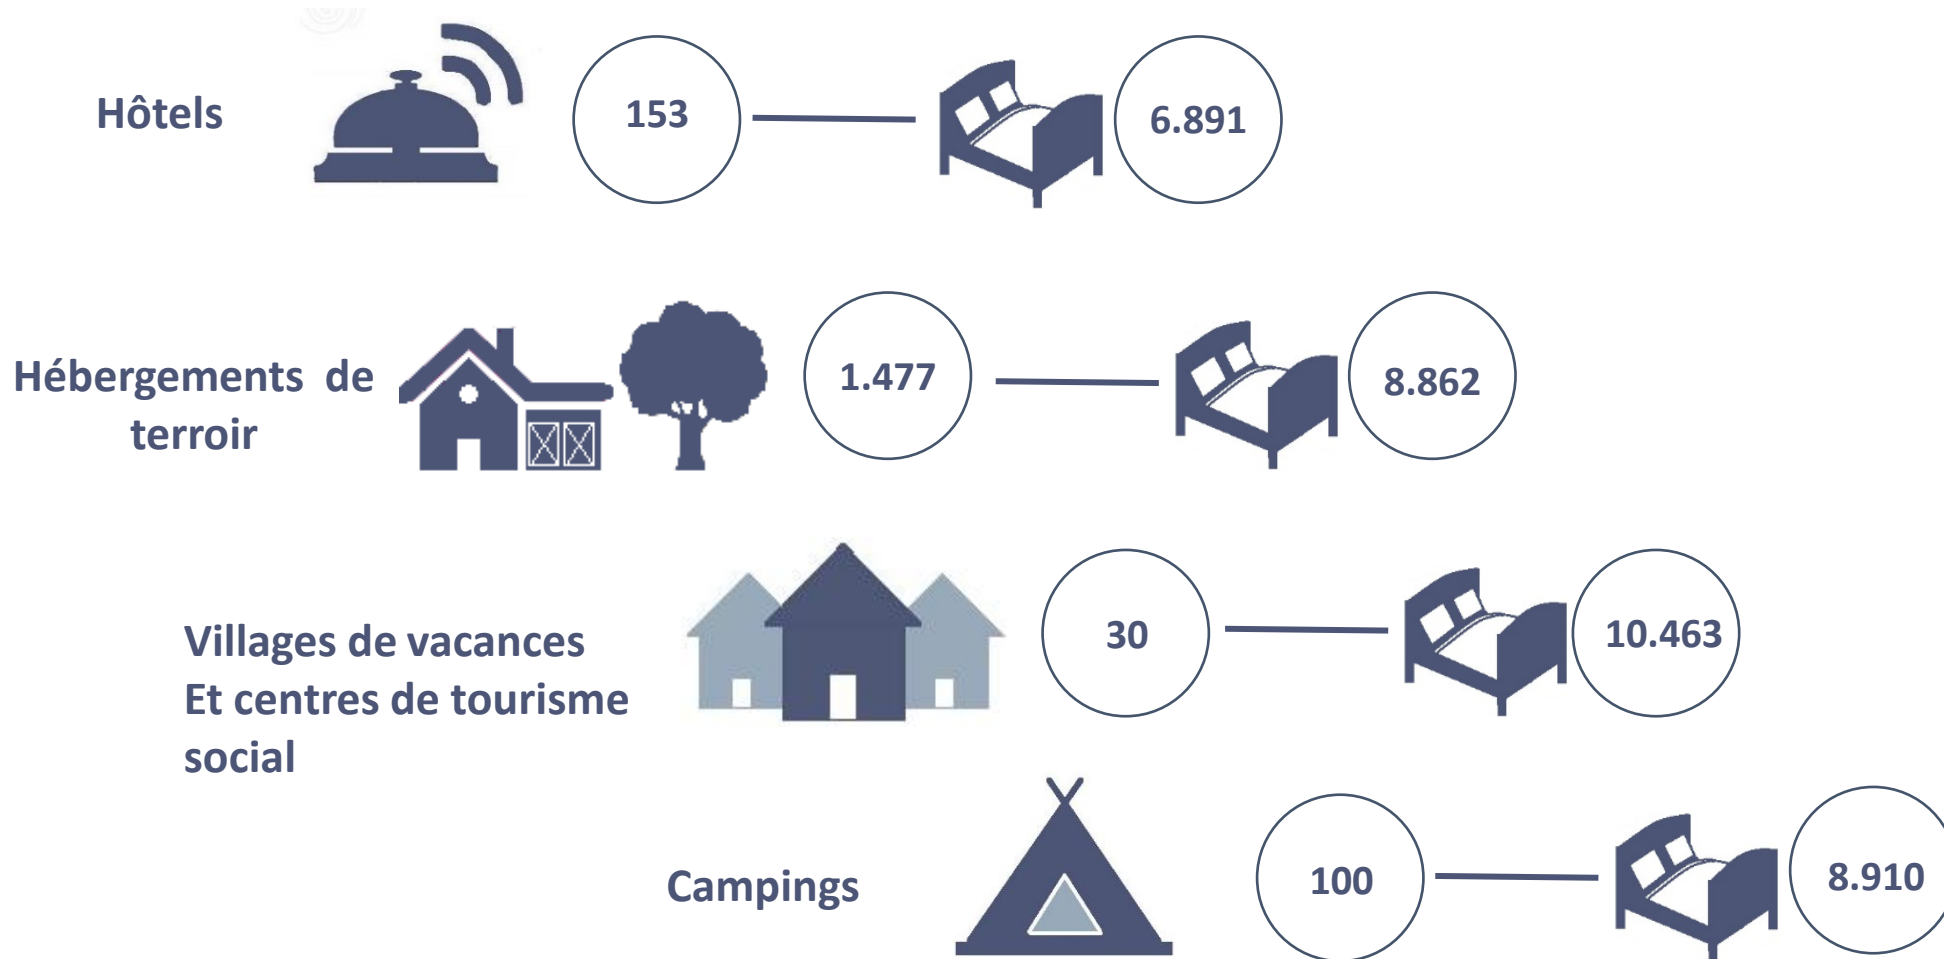 Hôtels
153
6.891
Hébergements de
terroir
1.477
8.862
Villages de vacances
Et centres de tourisme
social
30
10.463
Campings
100
8.910